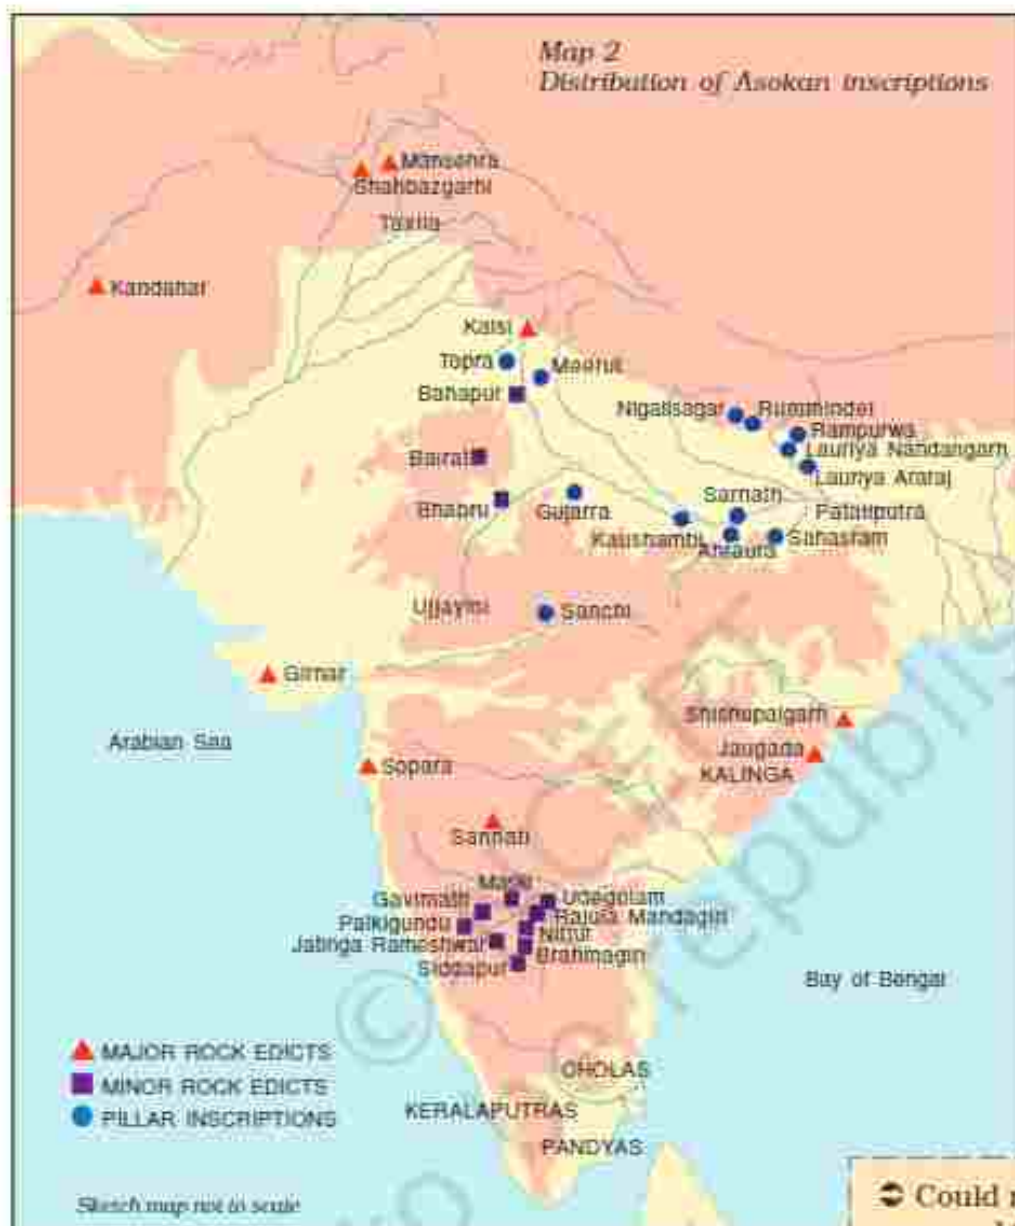 Map 2
Distribution of Asokan inscriptions
Mansehra
Shahbazgarhi
Taxila
Kandahar
Kalsi
Topra
Meerut
Bahapur
Nigalisagar
Rummindei
Rampurwa
Lauriya Nandangarh
Bairat
Lauriya Araraj
Sarnath
Bhabru
Gujarra
Pataliputra
Kaushambi
Sahasram
Ahraura
Ujjayini
Sanchi
Girnar
Shishupalgarh
Arabian Sea
Jaugada
Sopara
KALINGA
Sannati
Maski
Gavimath
Udegolam
Palkigundu
Rajula Mandagiri
Nittur
Jatinga Rameshwar
Brahmagiri
Siddapur
Bay of Bengal
MAJOR ROCK EDICTS
MINOR ROCK EDICTS
PILLAR INSCRIPTIONS
CHOLAS
KERALAPUTRAS
PANDYAS
Sketch map not to scale
Could